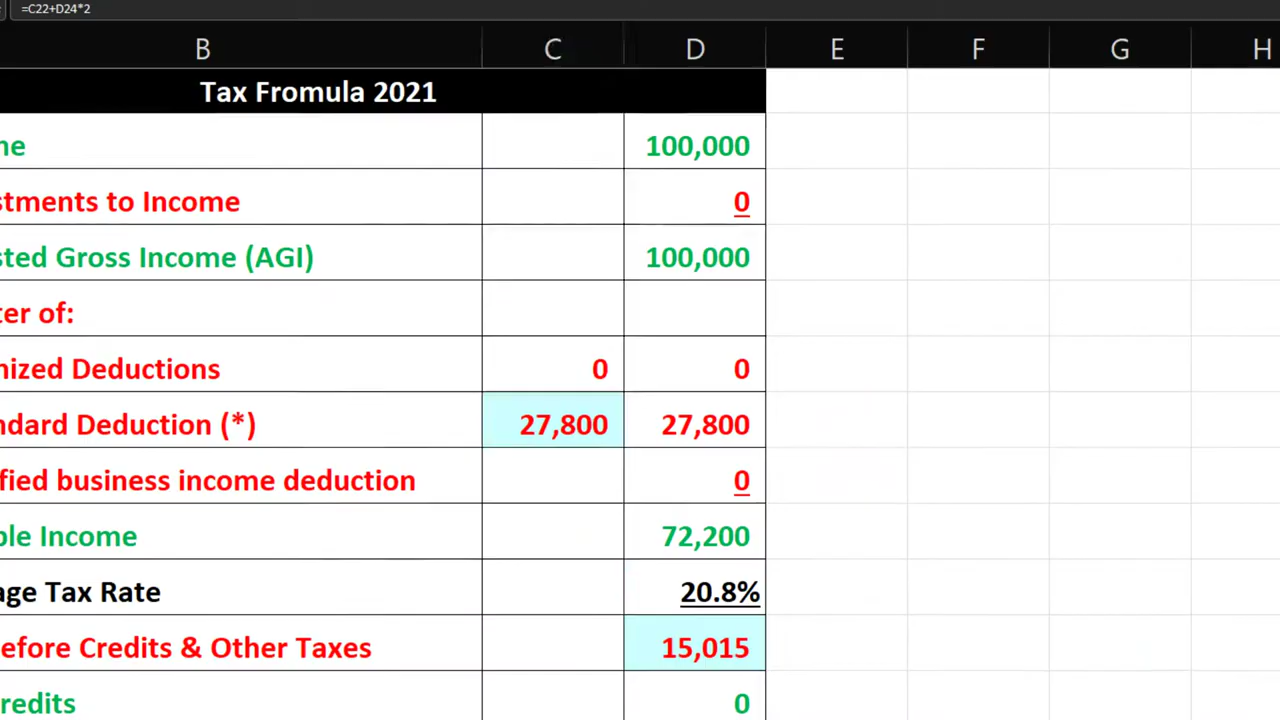 =C22+D24*2
B C D E F G H
Tax Fromula 2021
ne 100,000
stments to Income 0
sted Gross Income (AGI) 100,000
ter of:
nized Deductions 0 0
ndard Deduction (*) 27,800 27,800
fied business income deduction 0
ble Income 72,200
age Tax Rate 20.8%
efore Credits & Other Taxes 15,015
redits 0